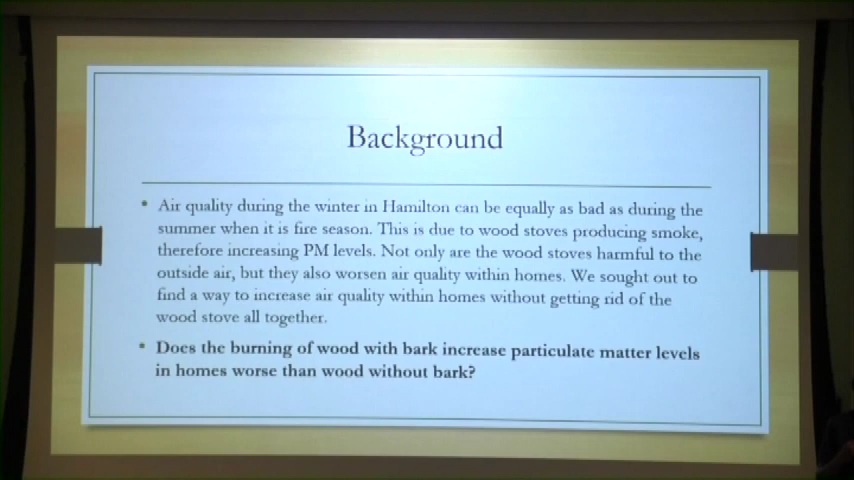 Background
• Air quality during the winter in Hamilton can be equally as bad as during the
summer when it is fire season. This is due to wood stoves producing smoke,
therefore increasing PM levels. Not only are the wood stoves harmful to the
outside air, but they also worsen air quality within homes. We sought out to
find a way to increase air quality within homes without getting rid of the
wood stove all together.
• Does the burning of wood with bark increase particulate matter levels
in homes worse than wood without bark?